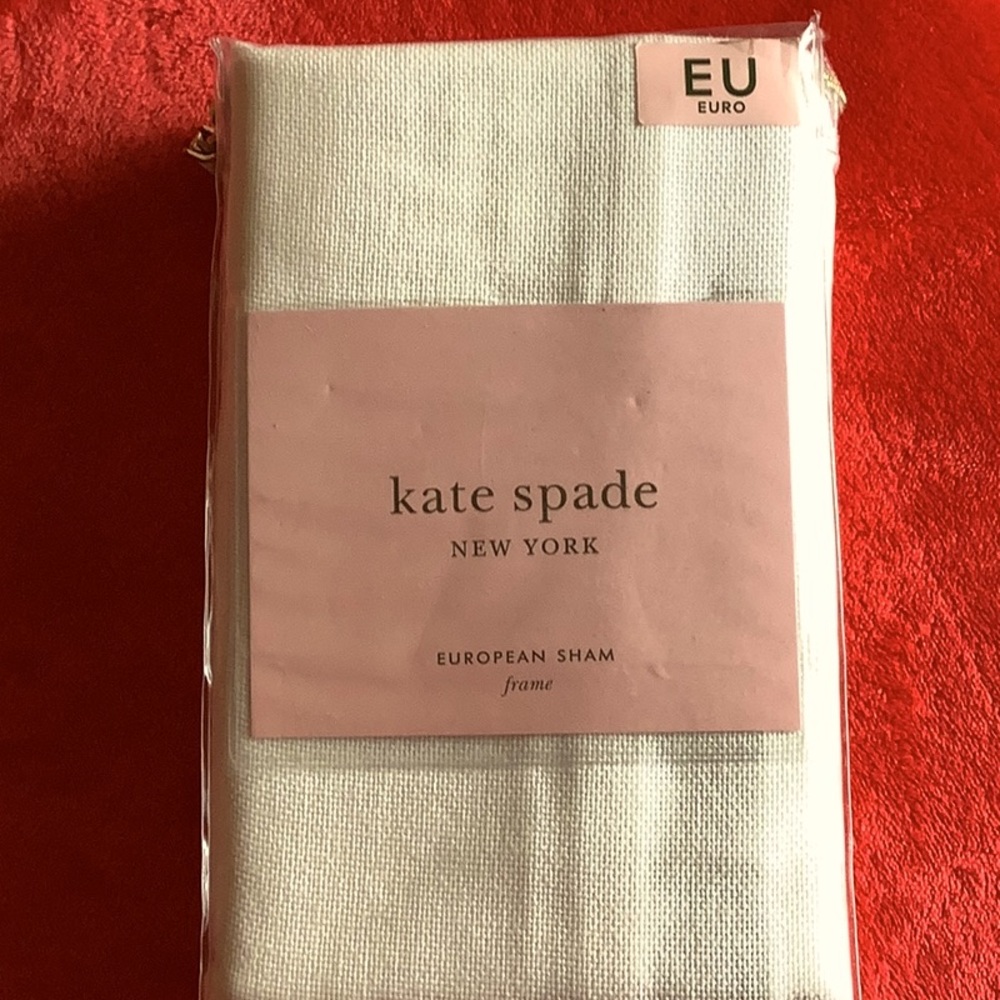 EU
EURO
kate spade
NEW YORK
EUROPEAN SHAM
frame